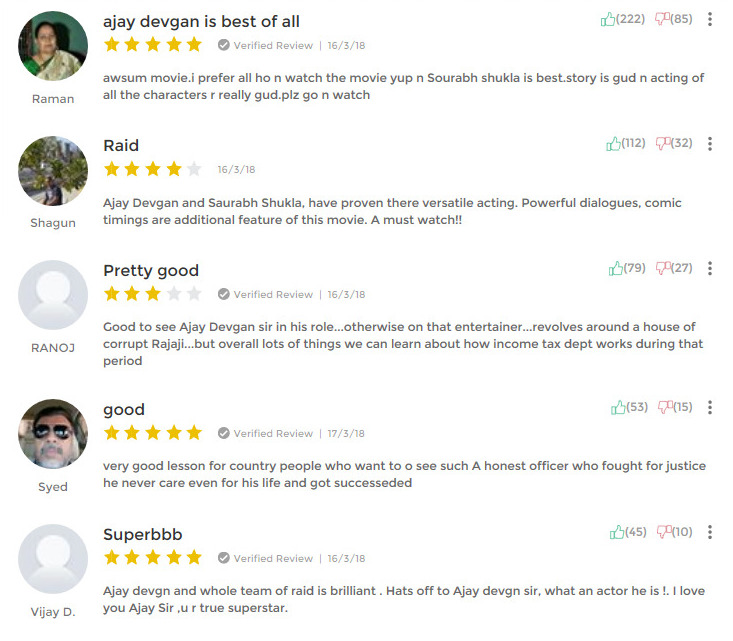 ajay devgan is best of all
(222) (85)
Verified Review | 16/3/18
awsum movie.i prefer all ho n watch the movie yup n Sourabh shukla is best.story is gud n acting of
all the characters r really gud.plz go n watch
Raman
Raid
(112) (32)
16/3/18
Ajay Devgan and Saurabh Shukla, have proven there versatile acting. Powerful dialogues, comic
timings are additional feature of this movie. A must watch!!
Shagun
Pretty good
(79) (27)
Verified Review | 16/3/18
Good to see Ajay Devgan sir in his role...otherwise on that entertainer...revolves around a house of
corrupt Rajaji...but overall lots of things we can learn about how income tax dept works during that
period
RANOJ
good
(53) (15)
Verified Review | 17/3/18
very good lesson for country people who want to o see such A honest officer who fought for justice
he never care even for his life and got successeded
Syed
Superbbb
(45) (10)
Verified Review | 16/3/18
Ajay devgn and whole team of raid is brilliant . Hats off to Ajay devgn sir, what an actor he is !. I love
you Ajay Sir ,u r true superstar.
Vijay D.